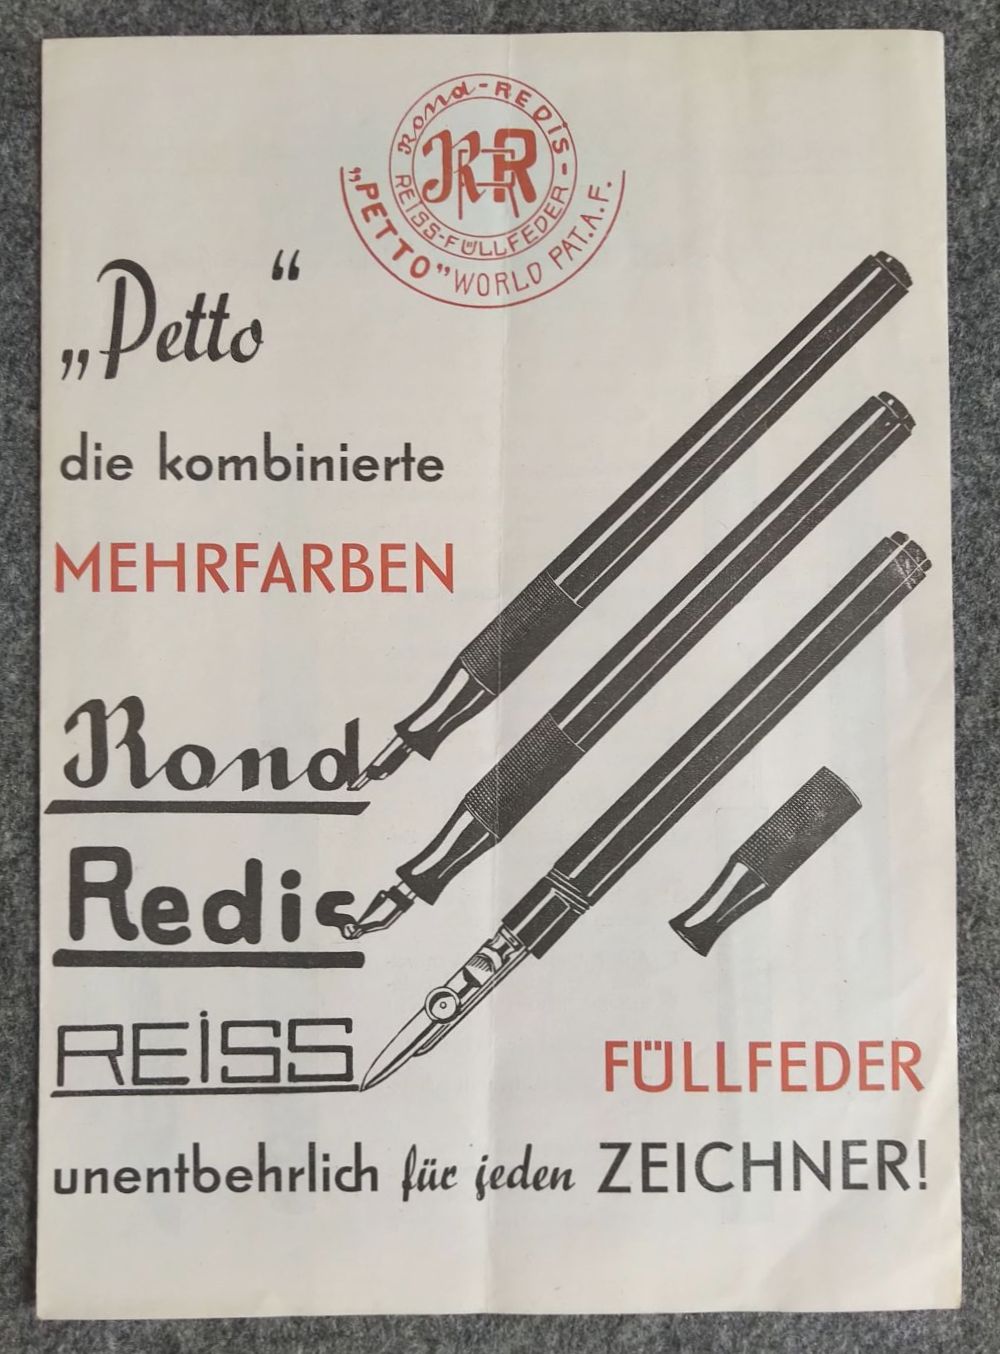 Rond-REDiS-
REiSS-FÜLLFEDER
RR
„PETTO” WORLD PAT. A. F.
„Petto“
die kombinierte
MEHRFARBEN
Rond
Redis
REiSS
FÜLLFEDER
unentbehrlich für jeden ZEICHNER!